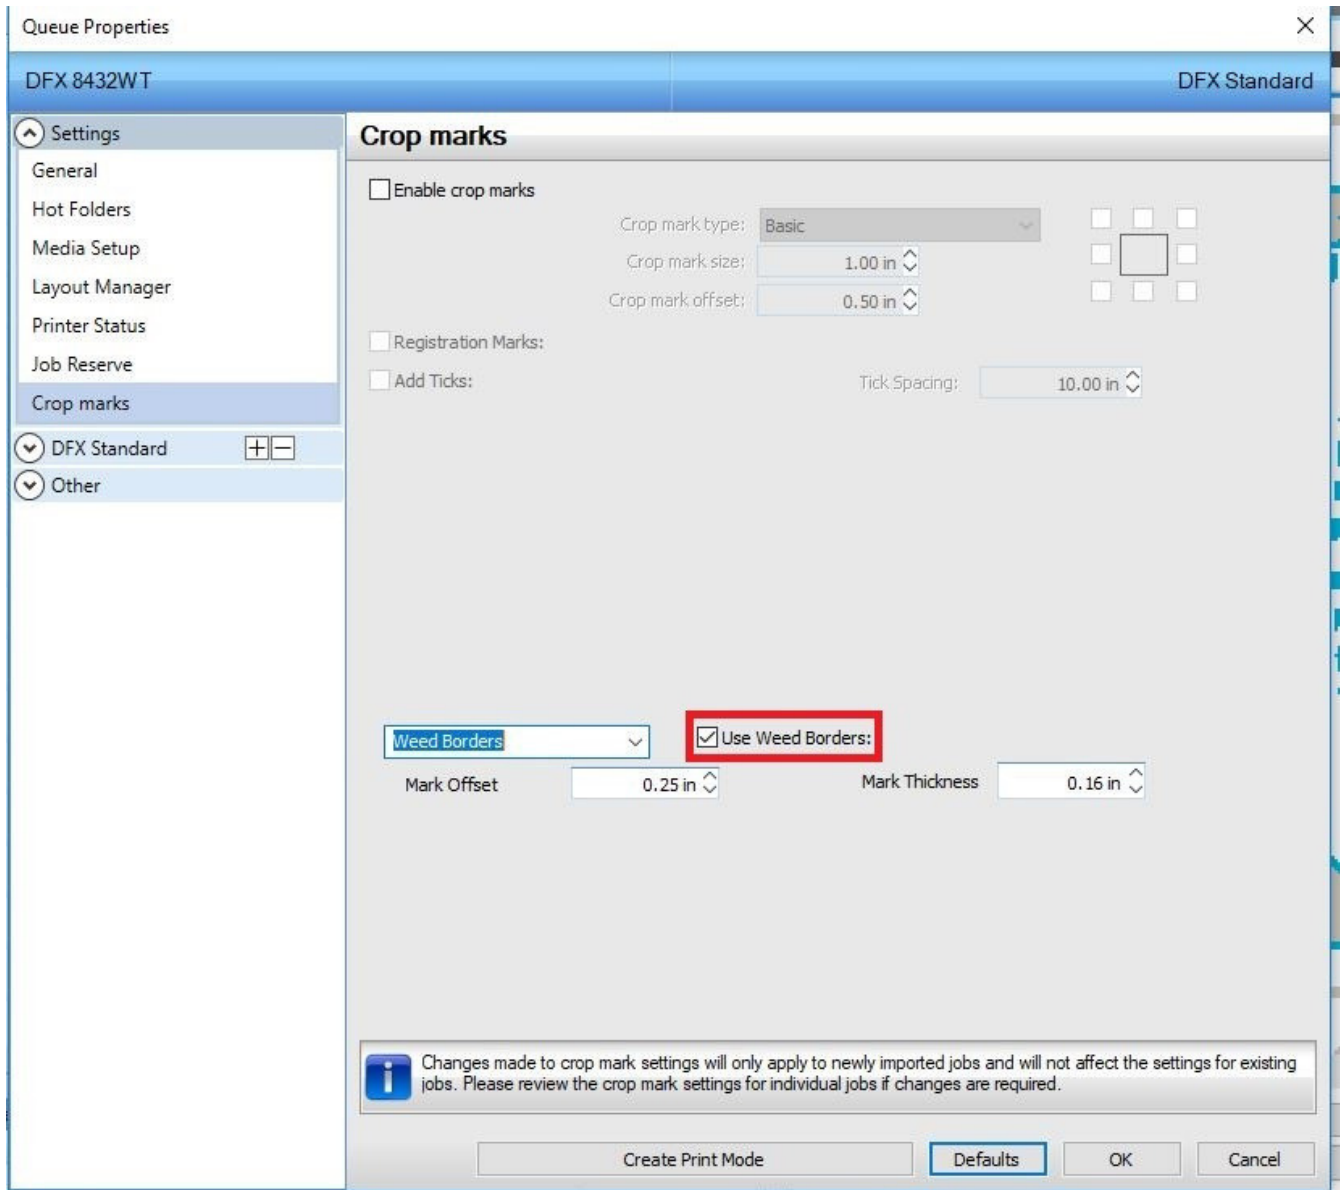 Queue Properties
DFX 8432WT
DFX Standard
Settings
General
Hot Folders
Media Setup
Layout Manager
Printer Status
Job Reserve
Crop marks
DFX Standard
Other
Crop marks
Enable crop marks
Crop mark type: Basic
Crop mark size: 1.00 in
Crop mark offset: 0.50 in
Registration Marks:
Add Ticks: Tick Spacing: 10.00 in
Weed Borders Use Weed Borders:
Mark Offset 0.25 in Mark Thickness 0.16 in
Changes made to crop mark settings will only apply to newly imported jobs and will not affect the settings for existing
jobs. Please review the crop mark settings for individual jobs if changes are required.
Create Print Mode Defaults OK Cancel